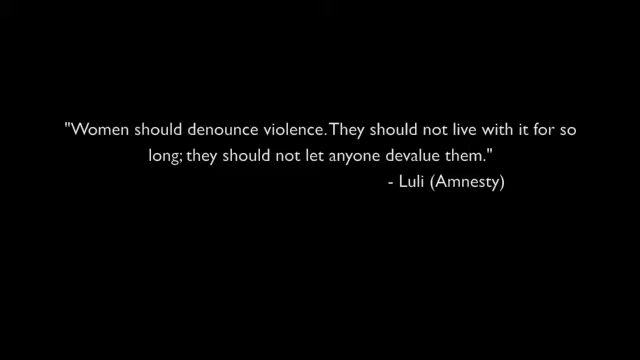 "Women should denounce violence. They should not live with it for so
long; they should not let anyone devalue them."
- Luli (Amnesty)